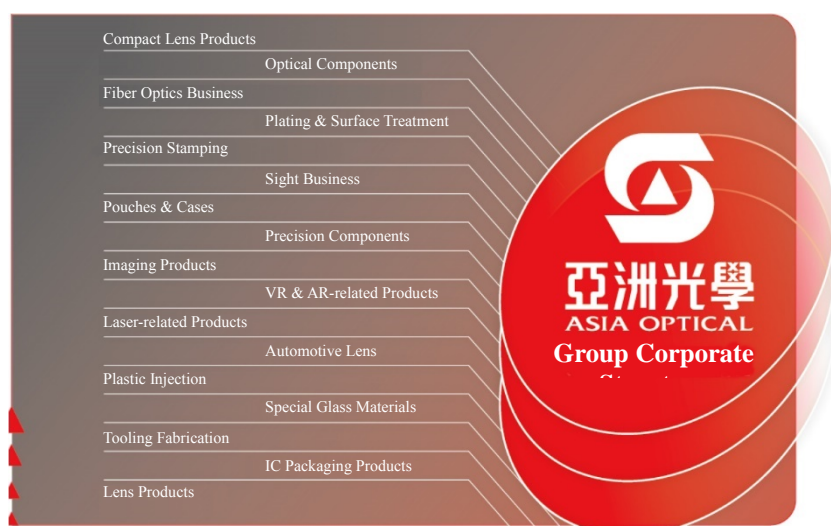 Compact Lens Products
Optical Components
Fiber Optics Business
Plating & Surface Treatment
Precision Stamping
Sight Business
Pouches & Cases
Precision Components
Imaging Products
VR & AR-related Products
Laser-related Products
Automotive Lens
Plastic Injection
Special Glass Materials
Tooling Fabrication
IC Packaging Products
Lens Products
亞洲光學
ASIA OPTICAL
Group Corporate